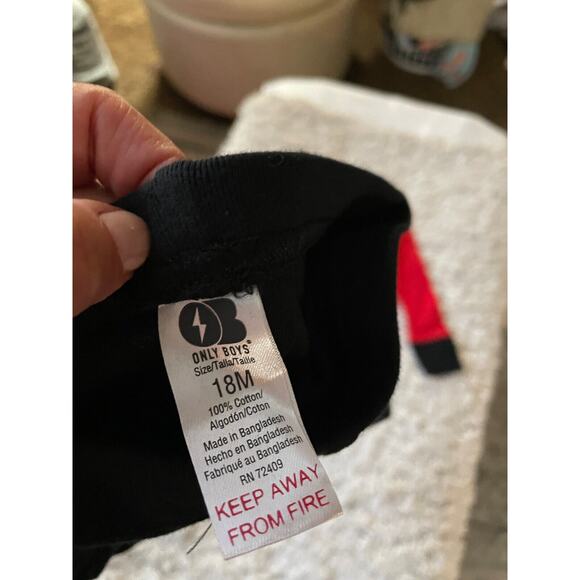 OB
ONLY BOYS®
Size/Talla/Taille
18M
100% Cotton/
Algodón/Coton
Made in Bangladesh
Hecho en Bangladesh
Fabriqué au Bangladesh
RN 72409
KEEP AWAY
FROM FIRE